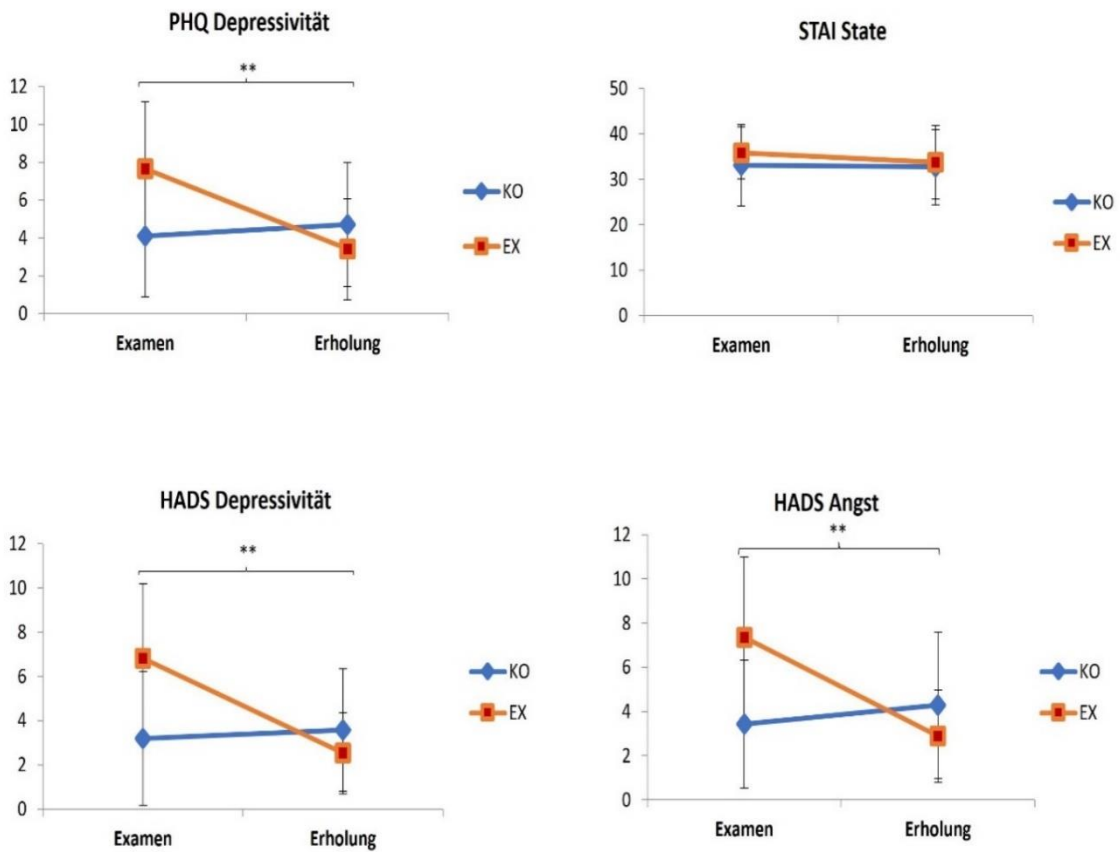 PHQ Depressivität
**
12
10
8
6
4
2
0
Examen
Erholung
KO
EX
STAI State
50
40
30
20
10
0
Examen
Erholung
KO
EX
HADS Depressivität
**
12
10
8
6
4
2
0
Examen
Erholung
KO
EX
HADS Angst
**
12
10
8
6
4
2
0
Examen
Erholung
KO
EX